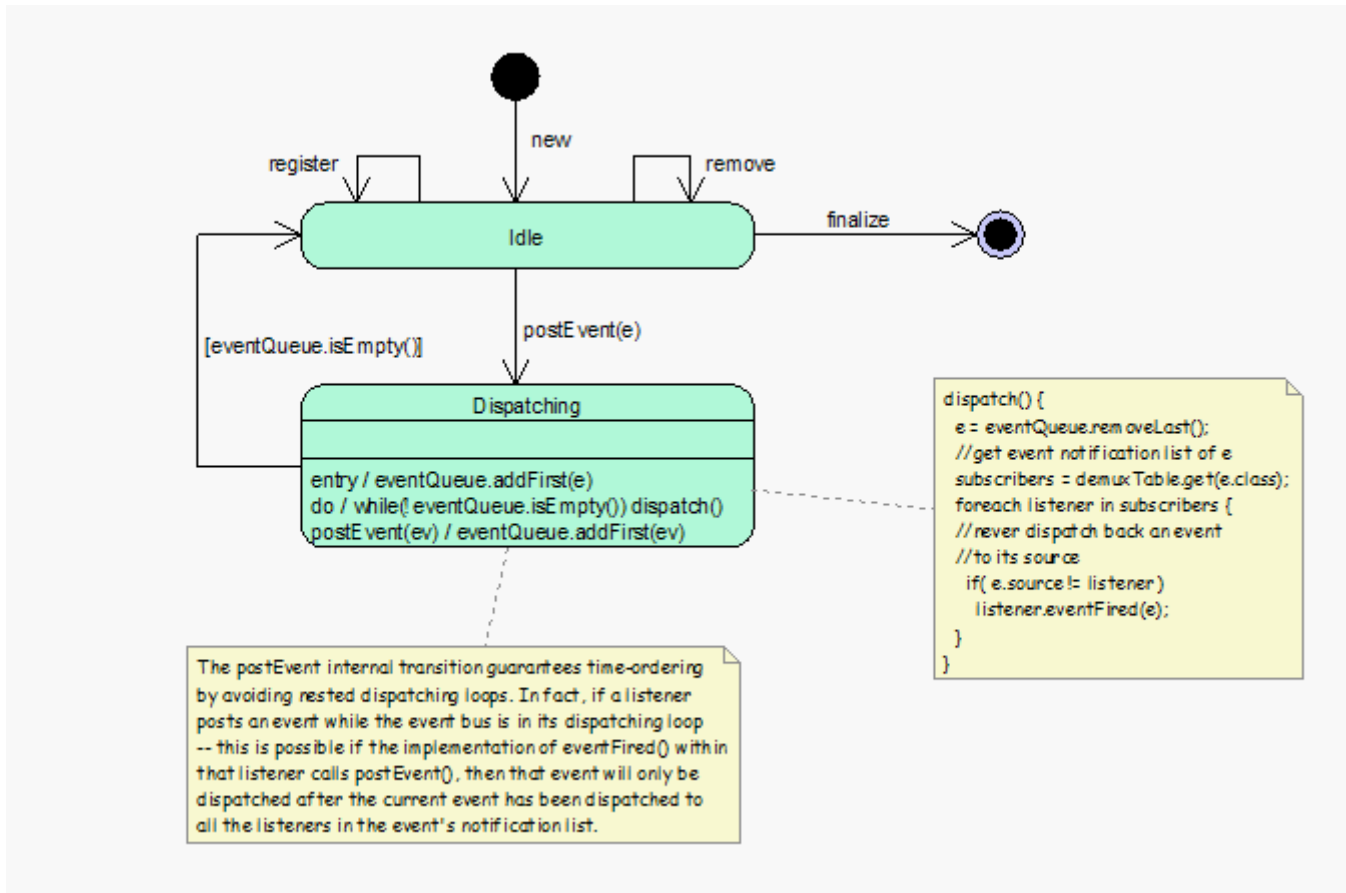 new
register
remove
Idle
finalize
postEvent(e)
[eventQueue.isEmpty()]
Dispatching
entry / eventQueue.addFirst(e)
do / while(!eventQueue.isEmpty()) dispatch()
postEvent(ev) / eventQueue.addFirst(ev)
dispatch() {
e = eventQueue.removeLast();
//get event notification list of e
subscribers = demuxTable.get(e.class);
foreach listener in subscribers {
//never dispatch back an event
//to its source
if( e.source != listener )
listener.eventFired(e);
}
}
The postEvent internal transition guarantees time-ordering
by avoiding nested dispatching loops. In fact, if a listener
posts an event while the event bus is in its dispatching loop
-- this is possible if the implementation of eventFired() within
that listener calls postEvent(), then that event will only be
dispatched after the current event has been dispatched to
all the listeners in the event's notification list.